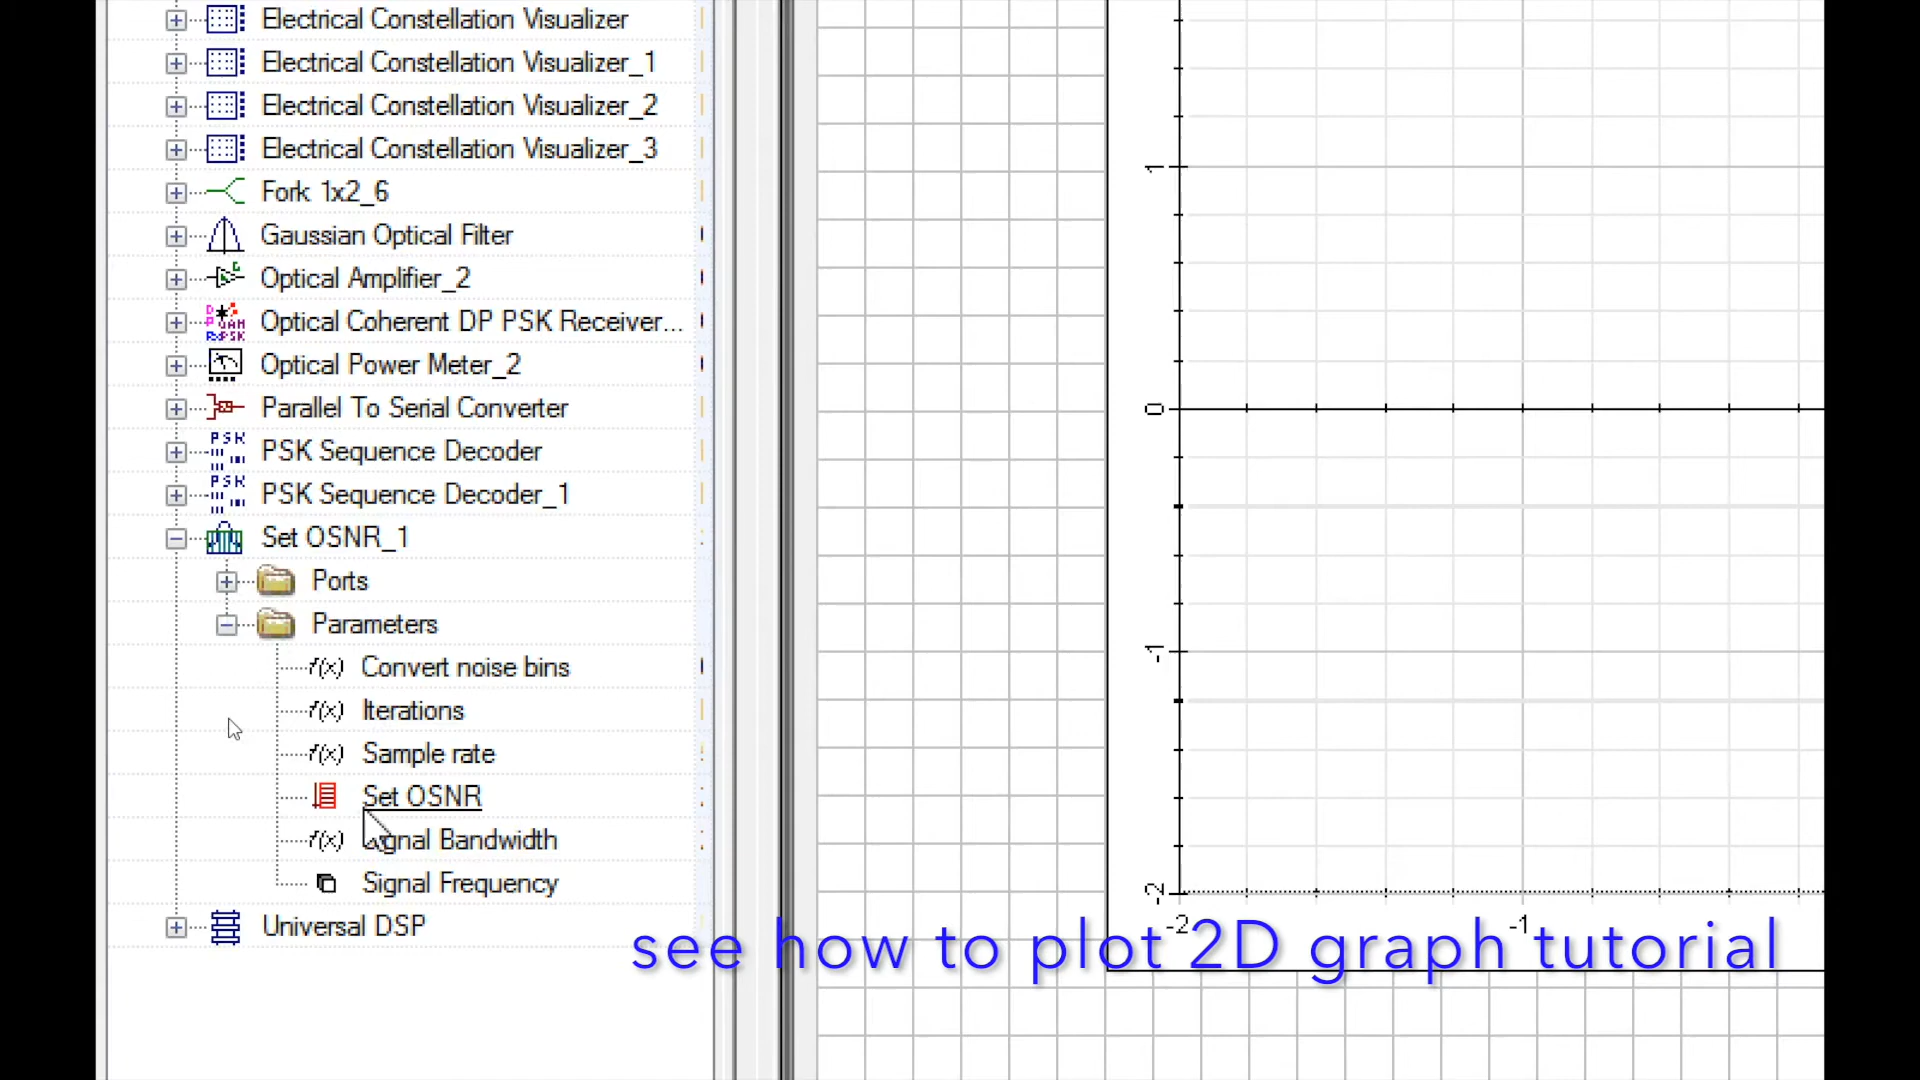 Electrical Constellation Visualizer
Electrical Constellation Visualizer_1
Electrical Constellation Visualizer_2
Electrical Constellation Visualizer_3
Fork 1x2_6
Gaussian Optical Filter
Optical Amplifier_2
Optical Coherent DP PSK Receiver...
Optical Power Meter_2
Parallel To Serial Converter
PSK Sequence Decoder
PSK Sequence Decoder_1
Set OSNR_1
Ports
Parameters
f(x) Convert noise bins
f(x) Iterations
f(x) Sample rate
Set OSNR
f(x) Signal Bandwidth
Signal Frequency
Universal DSP
1
0
-1
-2
-2 -1
see how to plot 2D graph tutorial